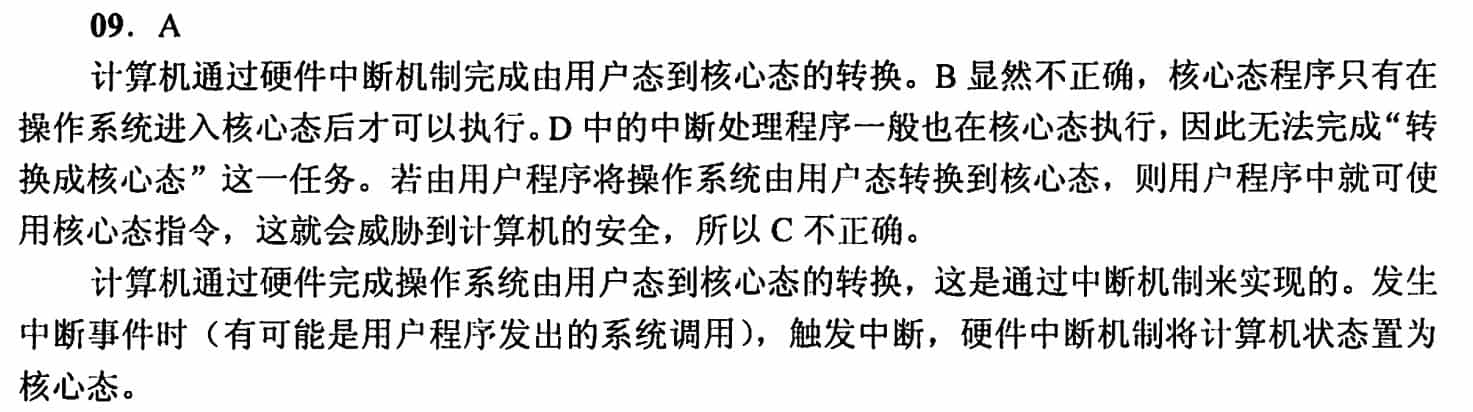 09. A
计算机通过硬件中断机制完成由用户态到核心态的转换。B 显然不正确，核心态程序只有在
操作系统进入核心态后才可以执行。D 中的中断处理程序一般也在核心态执行，因此无法完成“转
换成核心态”这一任务。若由用户程序将操作系统由用户态转换到核心态，则用户程序中就可使
用核心态指令，这就会威胁到计算机的安全，所以 C 不正确。
计算机通过硬件完成操作系统由用户态到核心态的转换，这是通过中断机制来实现的。发生
中断事件时（有可能是用户程序发出的系统调用），触发中断，硬件中断机制将计算机状态置为
核心态。